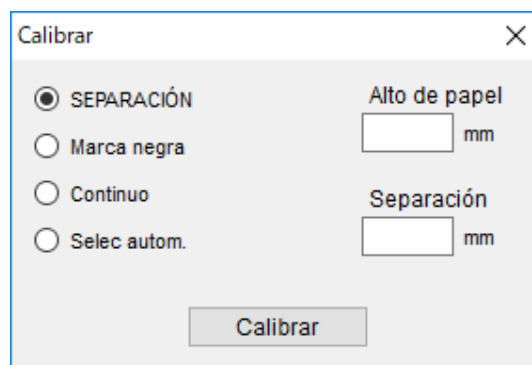 Calibrar
SEPARACIÓN
Marca negra
Continuo
Selec autom.
Alto de papel
mm
Separación
mm
Calibrar